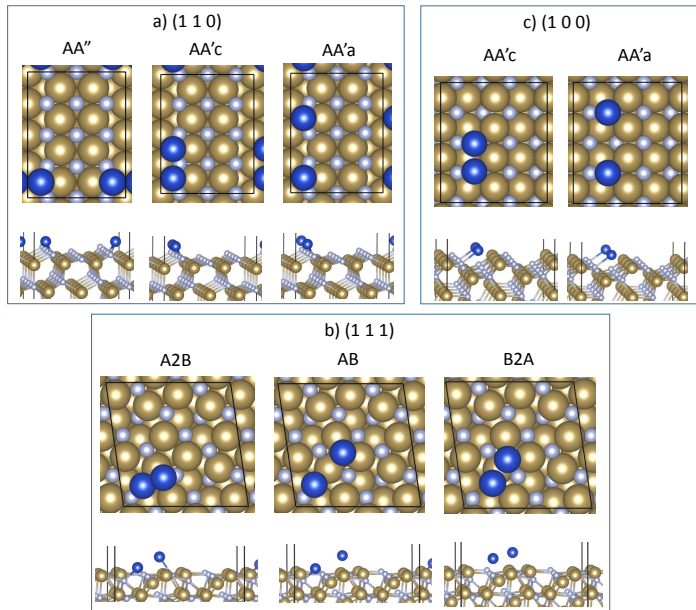 a) (1 1 0)
AA" AA'c AA'a
c) (1 0 0)
AA'c AA'a
b) (1 1 1)
A2B AB B2A